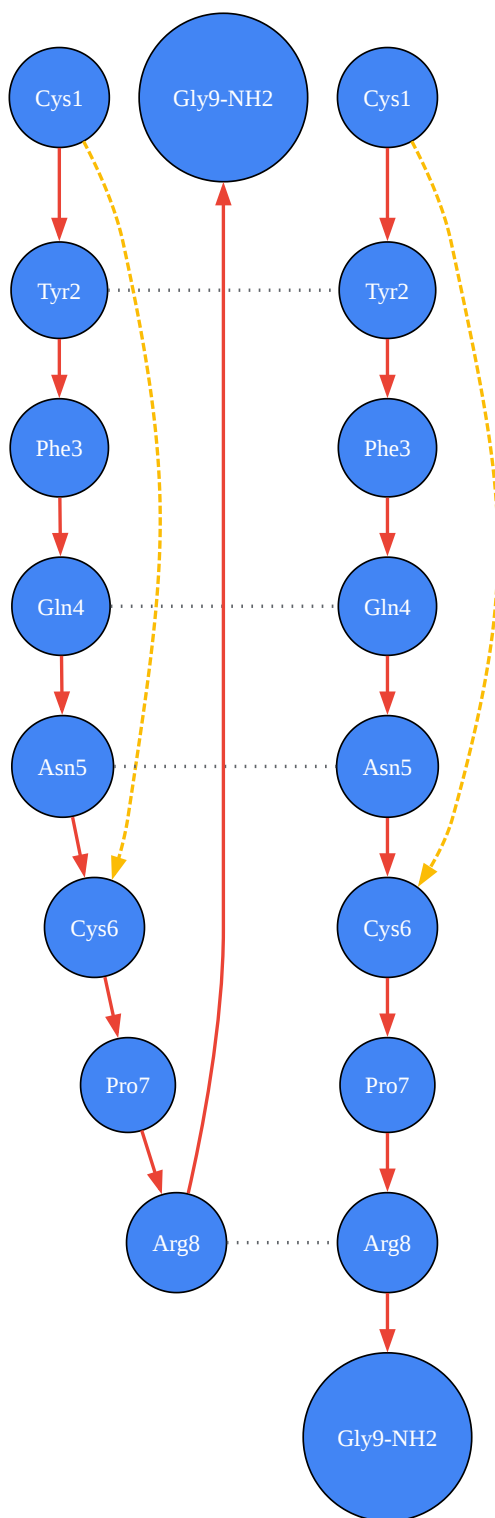 Cys1
Gly9-NH2
Cys1
Tyr2
Tyr2
Phe3
Phe3
Gln4
Gln4
Asn5
Asn5
Cys6
Cys6
Pro7
Pro7
Arg8
Arg8
Gly9-NH2